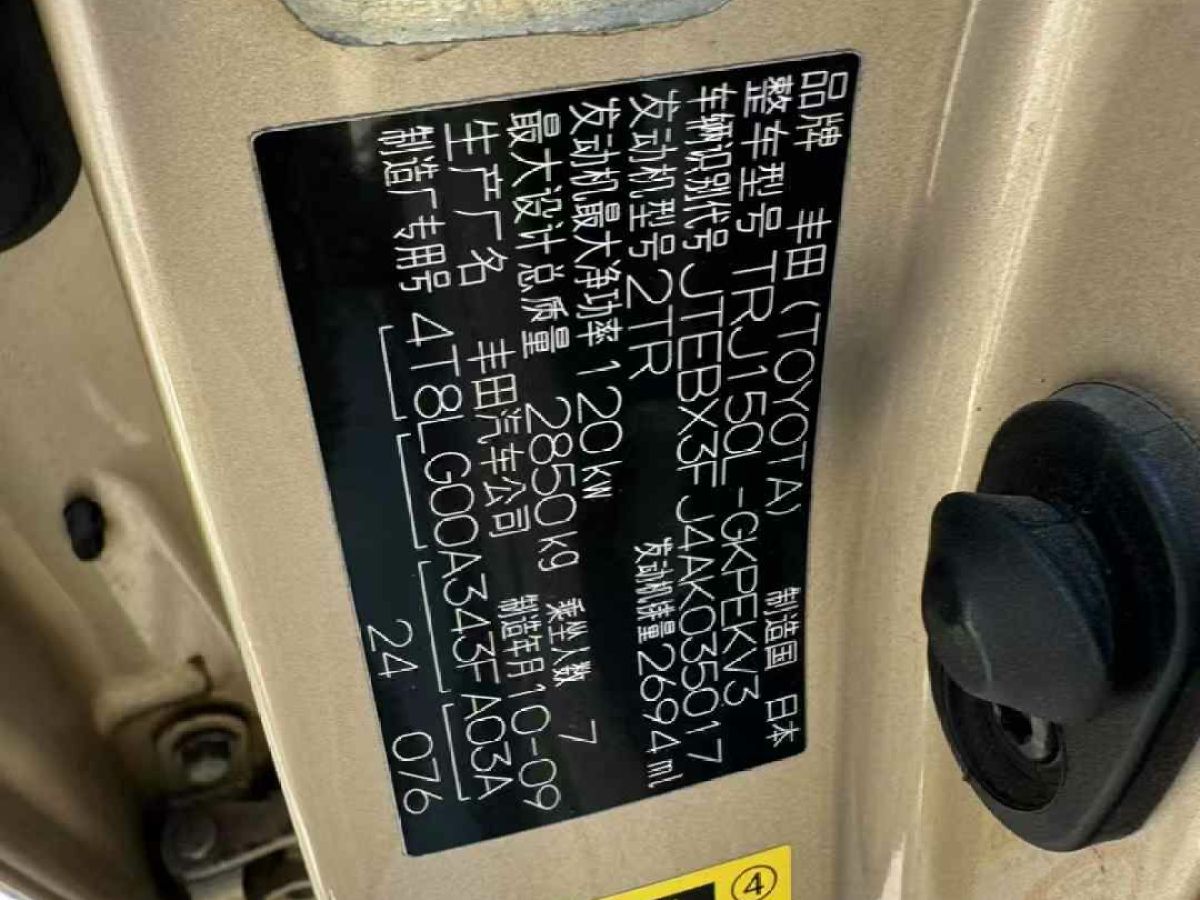 品牌 丰田(TOYOTA) 制造国 日本
整车型号 TRJ150L-GKPEKV3
车辆识别代号 JTEBX3FJ4AK035017
发动机型号 2TR 发动机排量 2694ml
发动机最大净功率 120kw
最大设计总质量 2850kg 乘坐人数 7
生产厂名 丰田汽车公司 制造年月 10-09
制造厂专用号 4T8LG00A343FA03A
24 076
④